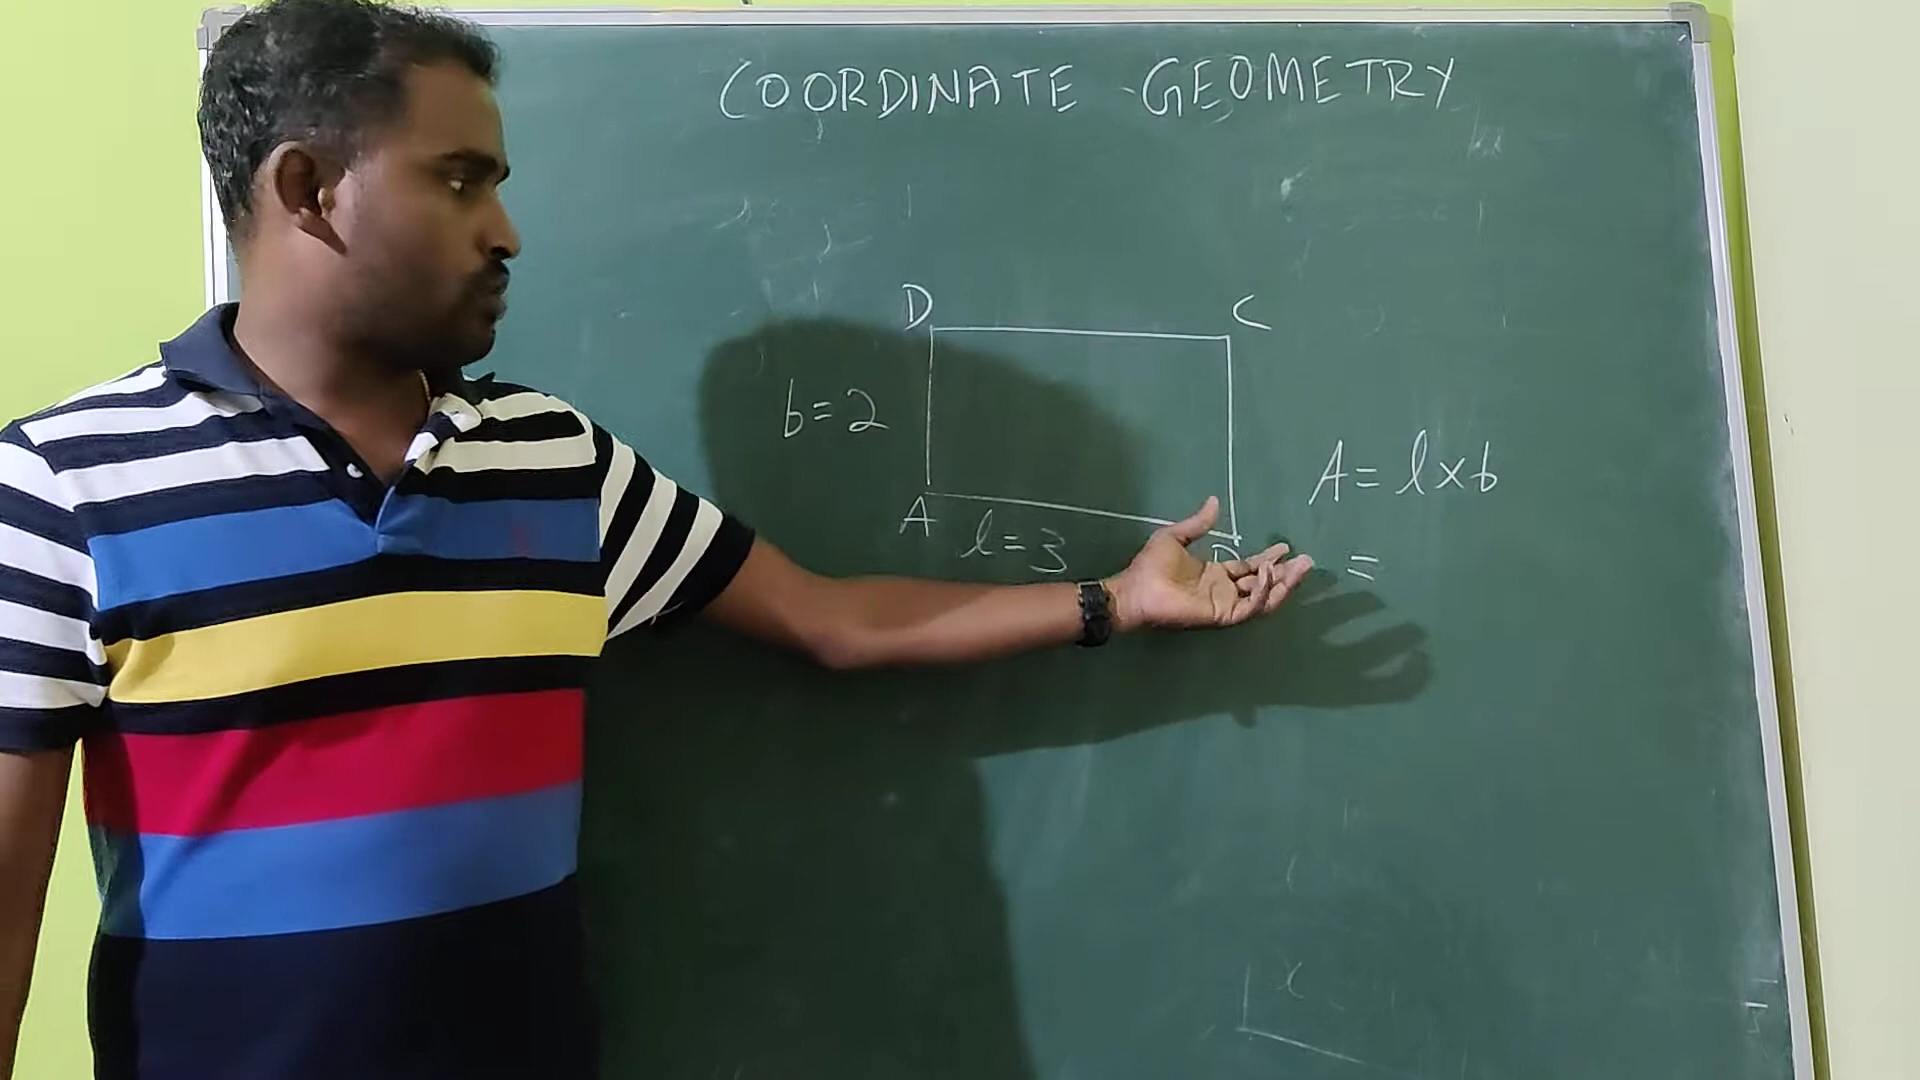 COORDINATE GEOMETRY
D C
b=2
A B
l=3
A= l×b
=
x